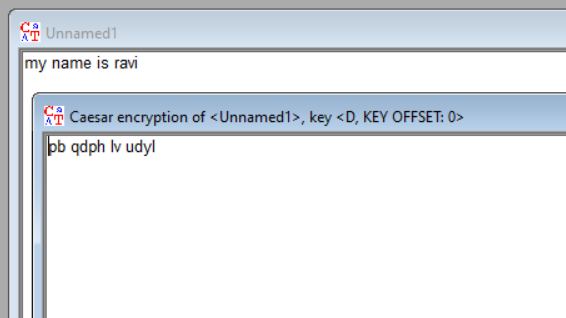 Unnamed1
my name is ravi
Caesar encryption of <Unnamed1>, key <D, KEY OFFSET: 0>
pb qdph lv udyl